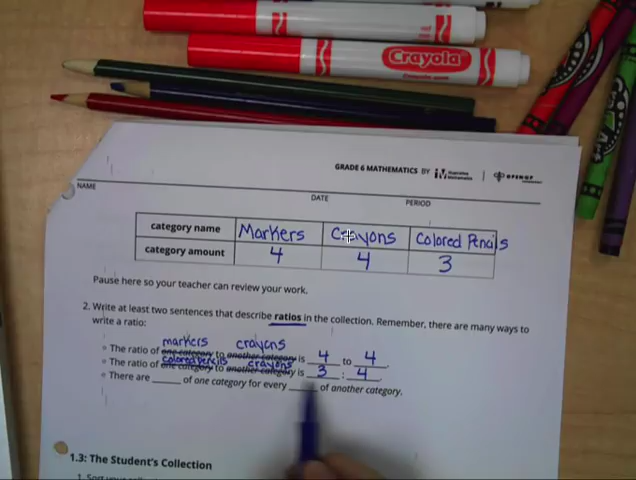 Crayola
GRADE 6 MATHEMATICS BY Illustrative Mathematics | OPENUP
NAME DATE PERIOD
category name Markers Crayons Colored Pencils
category amount 4 4 3
Pause here so your teacher can review your work.
2. Write at least two sentences that describe ratios in the collection. Remember, there are many ways to
write a ratio:
markers crayons
The ratio of one category to another category is 4 to 4.
colored pencils crayons
The ratio of one category to another category is 3 : 4.
There are ____ of one category for every ____ of another category.
1.3: The Student's Collection